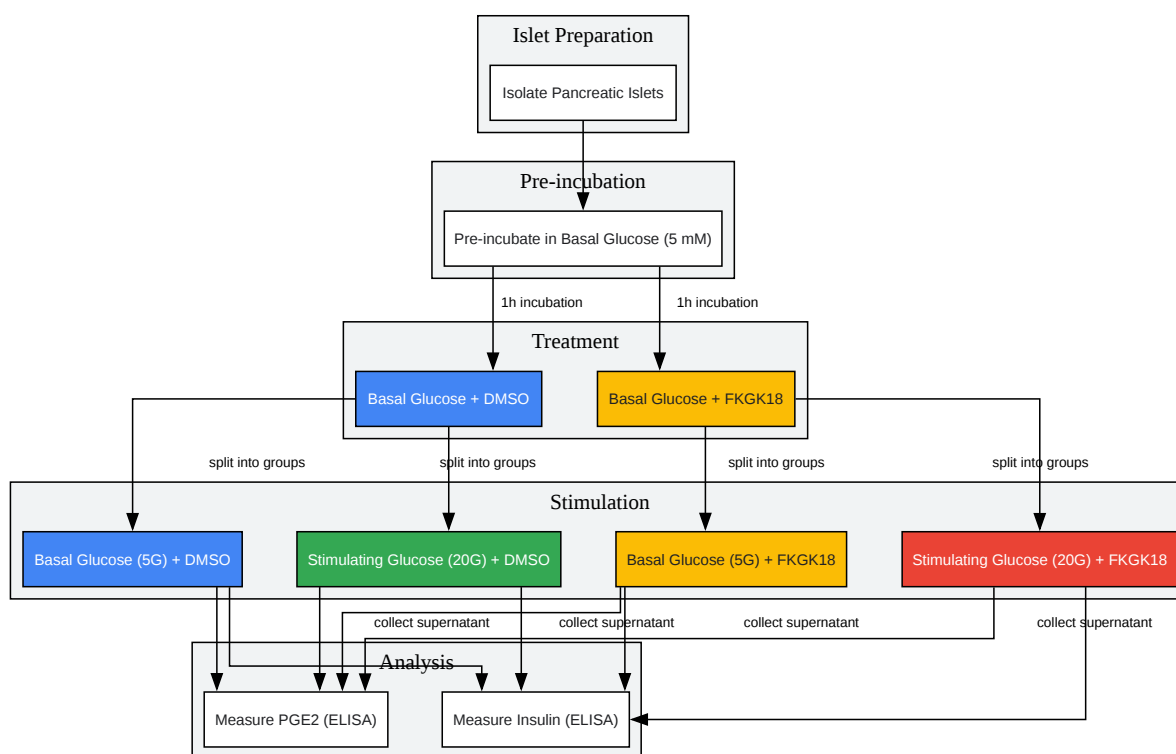 Islet Preparation
Isolate Pancreatic Islets
Pre-incubation
Pre-incubate in Basal Glucose (5 mM)
1h incubation
1h incubation
Treatment
Basal Glucose + DMSO
Basal Glucose + FKGK18
split into groups
split into groups
split into groups
split into groups
Stimulation
Basal Glucose (5G) + DMSO
Stimulating Glucose (20G) + DMSO
Basal Glucose (5G) + FKGK18
Stimulating Glucose (20G) + FKGK18
collect supernatant
collect supernatant
collect supernatant
collect supernatant
Analysis
Measure PGE2 (ELISA)
Measure Insulin (ELISA)